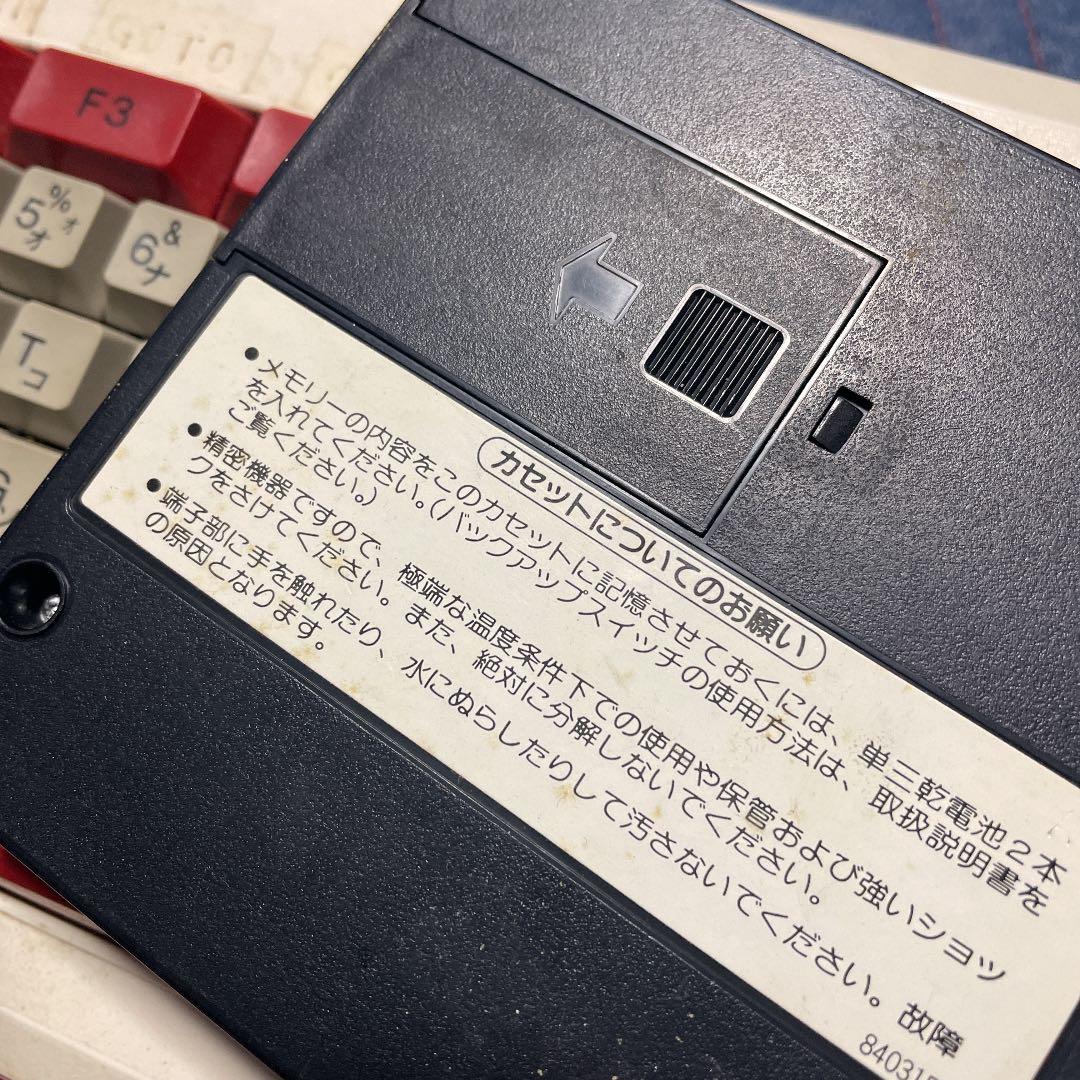 GOTO
F3
5 % オ ォ
6 & ナ
T コ
G
カセットについてのお願い
●メモリーの内容をこのカセットに記憶させておくには、単三乾電池2本
を入れてください。(バックアップスイッチの使用方法は、取扱説明書を
ご覧ください。)
●精密機器ですので、極端な温度条件下での使用や保管および強いショッ
クをさけてください。また、絶対に分解しないでください。
●端子部に手を触れたり、水にぬらしたりして汚さないでください。故障
の原因となります。